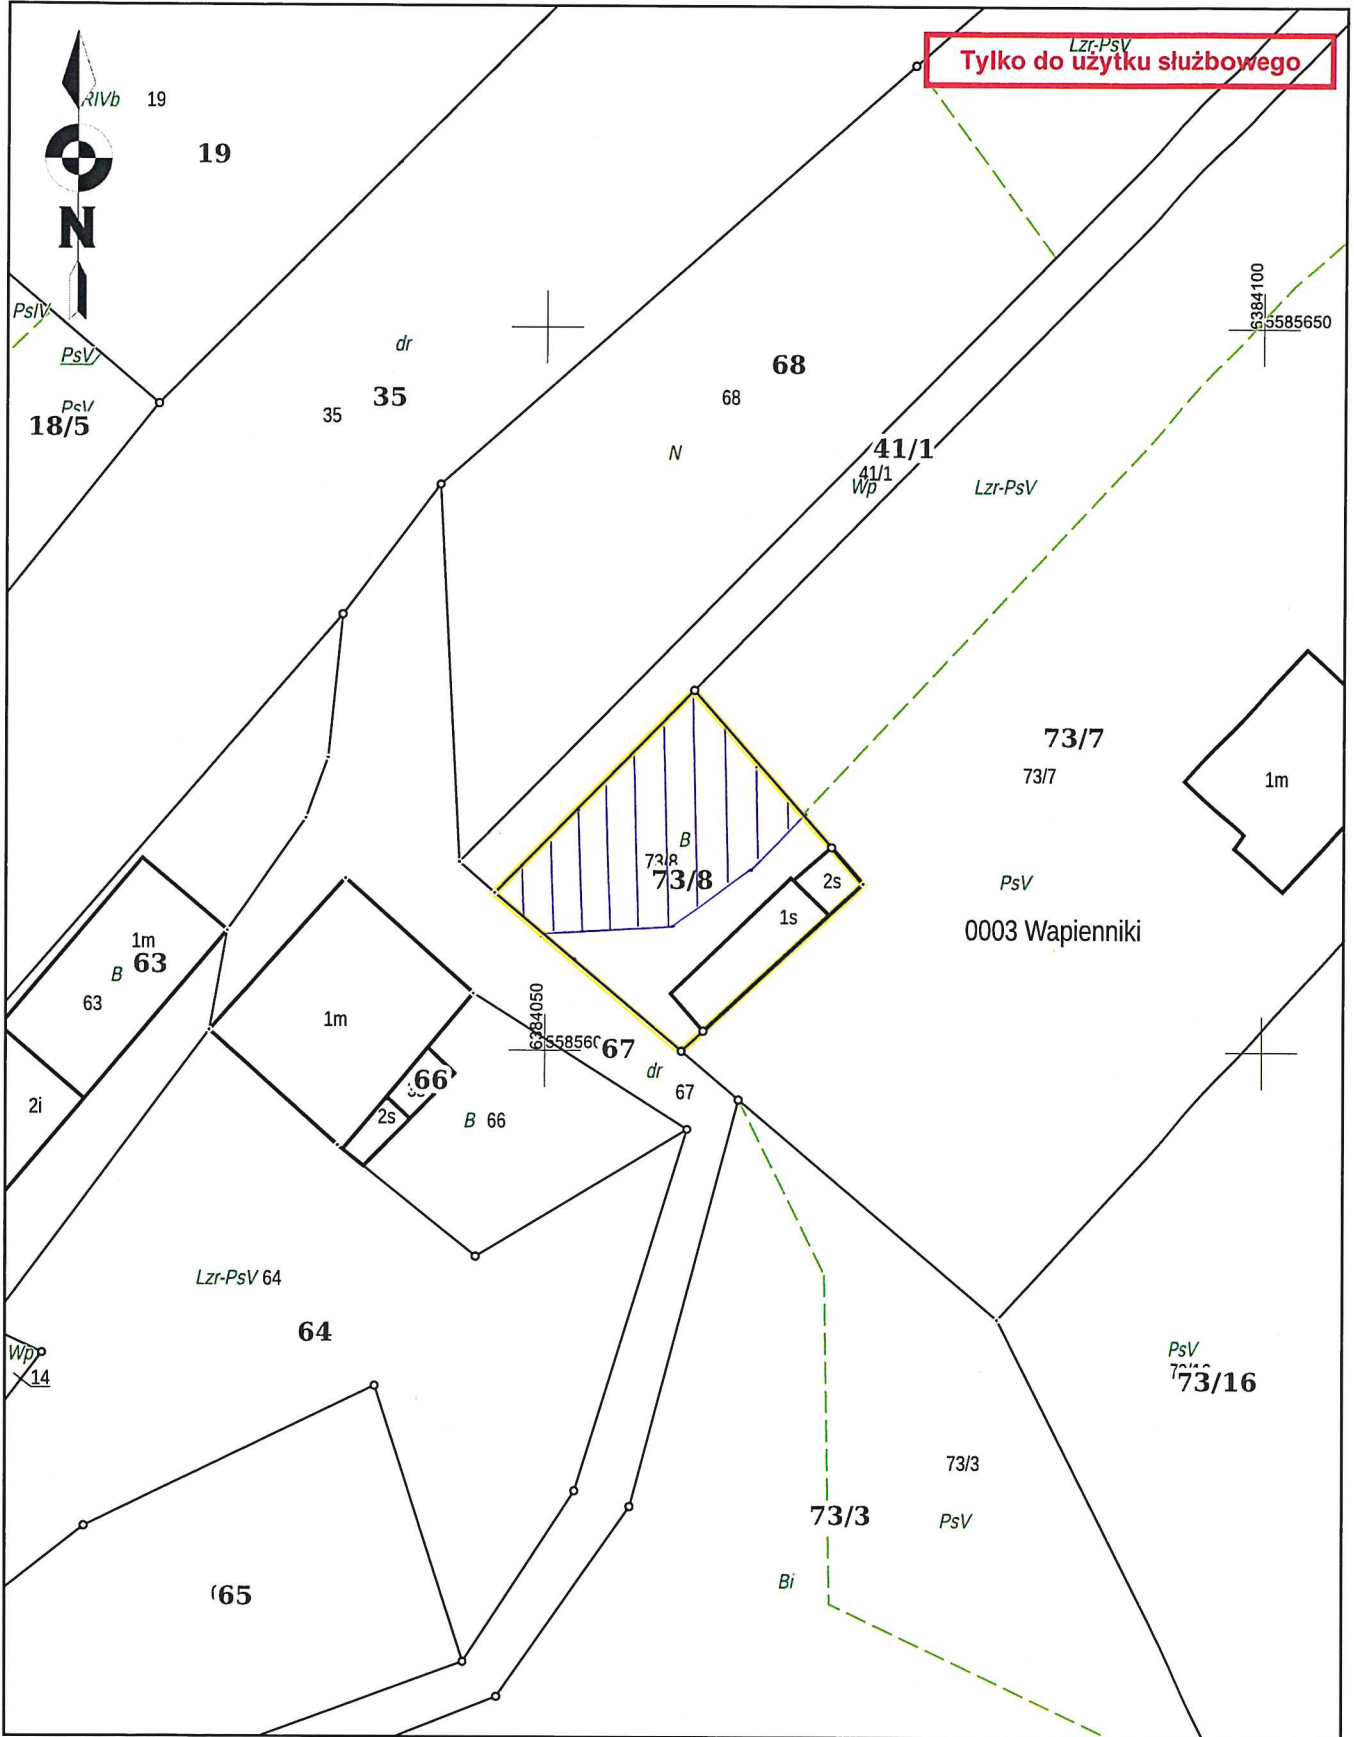 Lzr-PsV
Tylko do użytku służbowego
RIVb 19
19
N
PsIV
PsV
PsV
18/5
dr
35
35
68
68
N
41/1
41/1
Wp
Lzr-PsV
6384100
5585650
73/7
73/7
1m
B
73/8
73/8
2s
1s
PsV
0003 Wapienniki
1m
B 63
63
2i
1m
6384050
67
dr
67
66
2s
B 66
Lzr-PsV 64
64
Wp
14
PsV
73/16
73/3
73/3
PsV
Bi
65